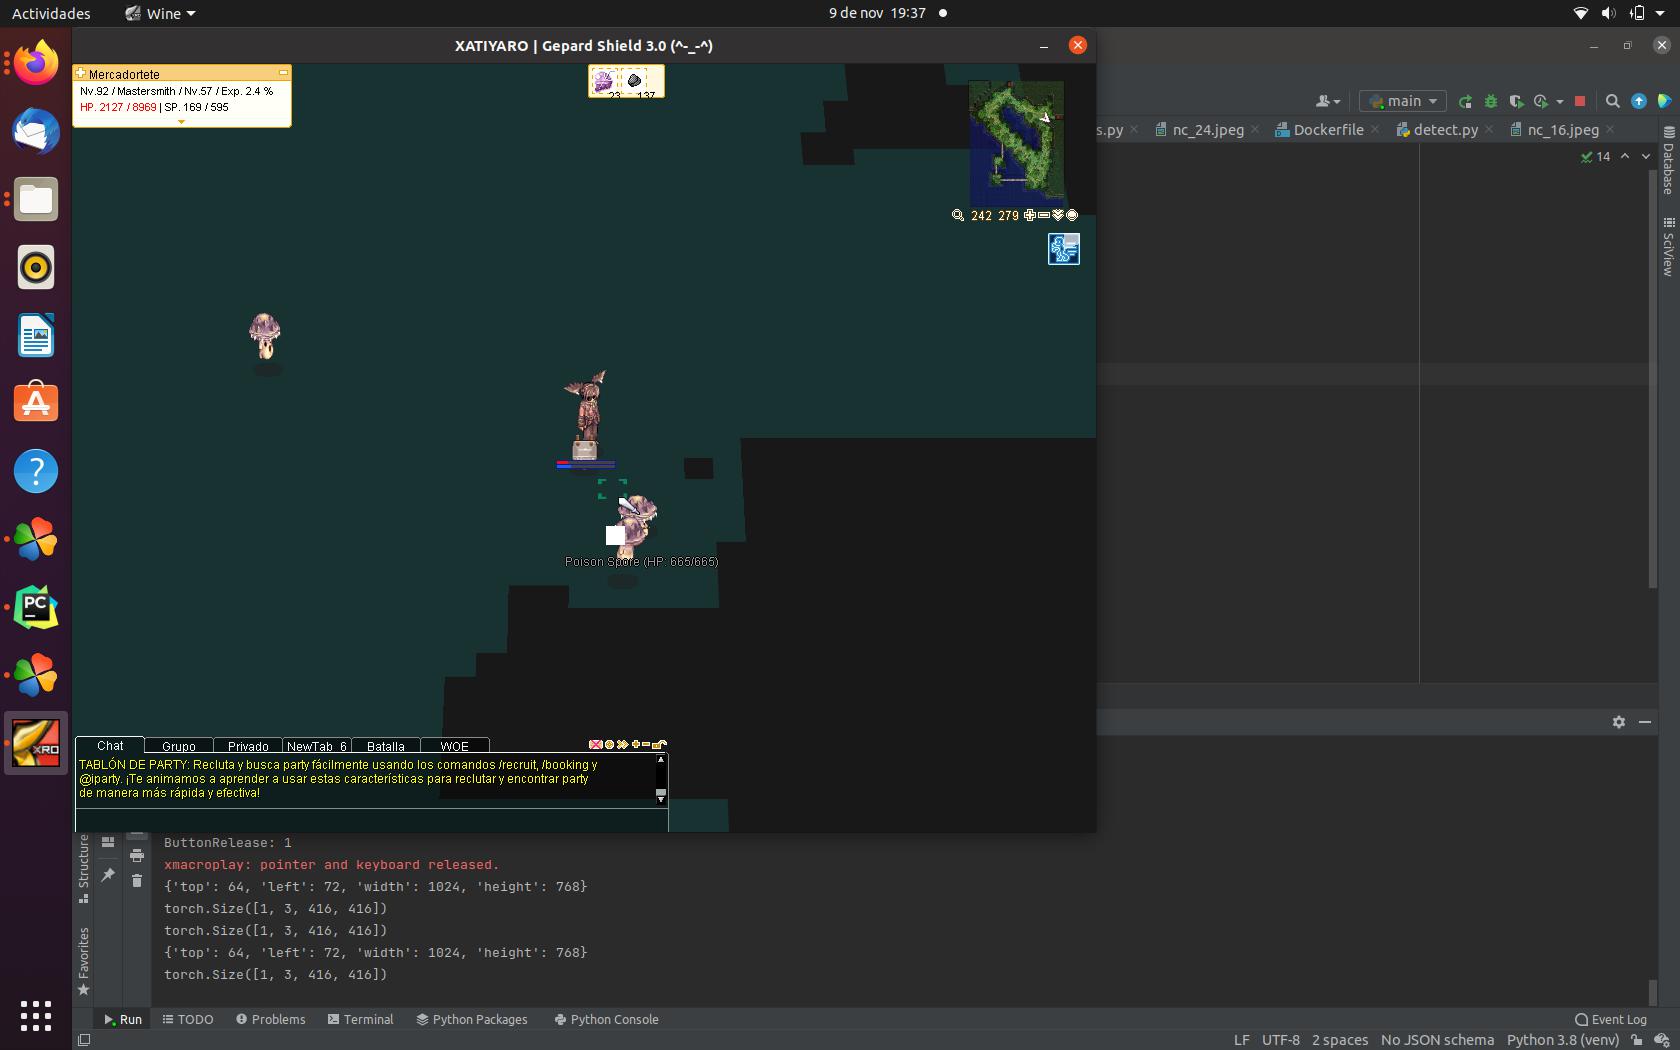 Actividades
Wine
9 de nov 19:37
XATIYARO | Gepard Shield 3.0 (^-_-^)
Mercadortete
Nv.92 / Mastersmith / Nv.57 / Exp. 2.4 %
HP. 2127 / 8969 | SP. 169 / 595
23
137
242 279
main
s.py
nc_24.jpeg
Dockerfile
detect.py
nc_16.jpeg
14
Database
SciView
Poison Spore (HP: 665/665)
PC
XRO
Chat
Grupo
Privado
NewTab_6
Batalla
WOE
TABLÓN DE PARTY: Recluta y busca party fácilmente usando los comandos /recruit, /booking y
@iparty. ¡Te animamos a aprender a usar estas características para reclutar y encontrar party
de manera más rápida y efectiva!
Structure
Favorites
ButtonRelease: 1
xmacroplay: pointer and keyboard released.
{'top': 64, 'left': 72, 'width': 1024, 'height': 768}
torch.Size([1, 3, 416, 416])
torch.Size([1, 3, 416, 416])
{'top': 64, 'left': 72, 'width': 1024, 'height': 768}
torch.Size([1, 3, 416, 416])
Run
TODO
Problems
Terminal
Python Packages
Python Console
Event Log
LF
UTF-8
2 spaces
No JSON schema
Python 3.8 (venv)